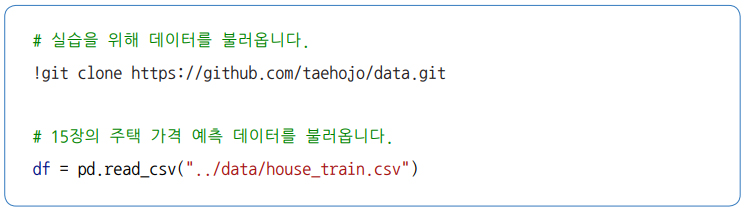 # 실습을 위해 데이터를 불러옵니다.
!git clone https://github.com/taehojo/data.git
# 15장의 주택 가격 예측 데이터를 불러옵니다.
df = pd.read_csv("../data/house_train.csv")